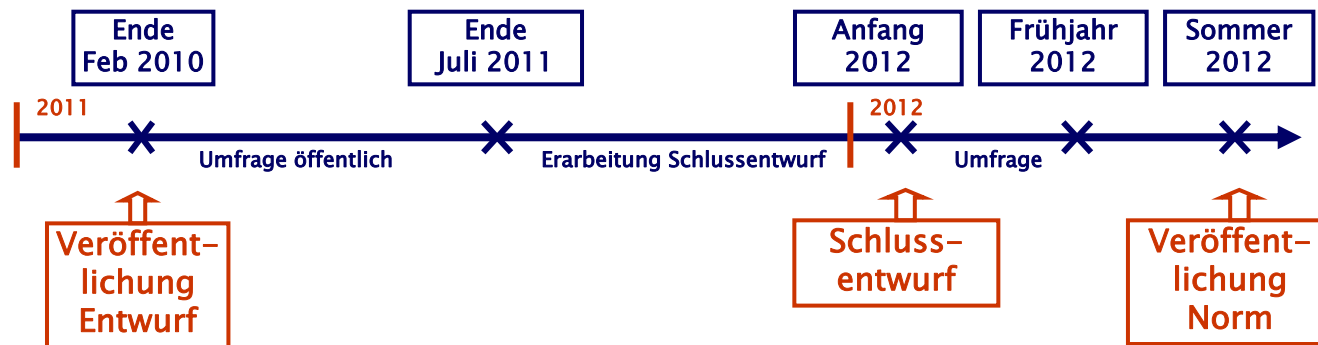 Ende
Feb 2010
Ende
Juli 2011
Anfang
2012
Frühjahr
2012
Sommer
2012
2011
2012
Umfrage öffentlich
Erarbeitung Schlussentwurf
Umfrage
Veröffent-
lichung
Entwurf
Schluss-
entwurf
Veröffent-
lichung
Norm